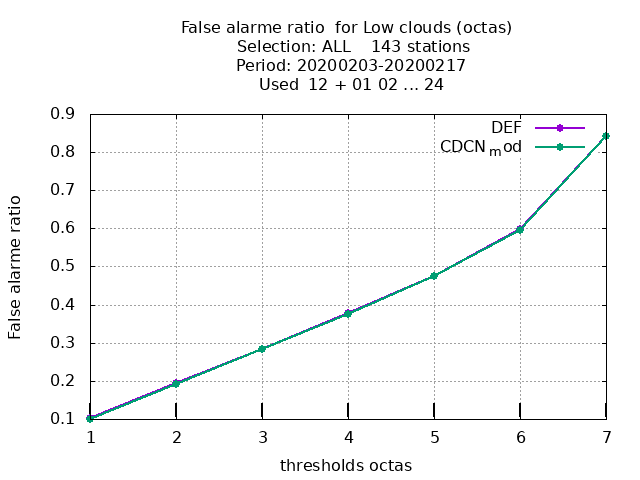 False alarme ratio  for Low clouds (octas)
Selection: ALL    143 stations
Period: 20200203-20200217
Used  12 + 01 02 ... 24
DEF
CDCN_mod
False alarme ratio
0.9
0.8
0.7
0.6
0.5
0.4
0.3
0.2
0.1
1 2 3 4 5 6 7
thresholds octas